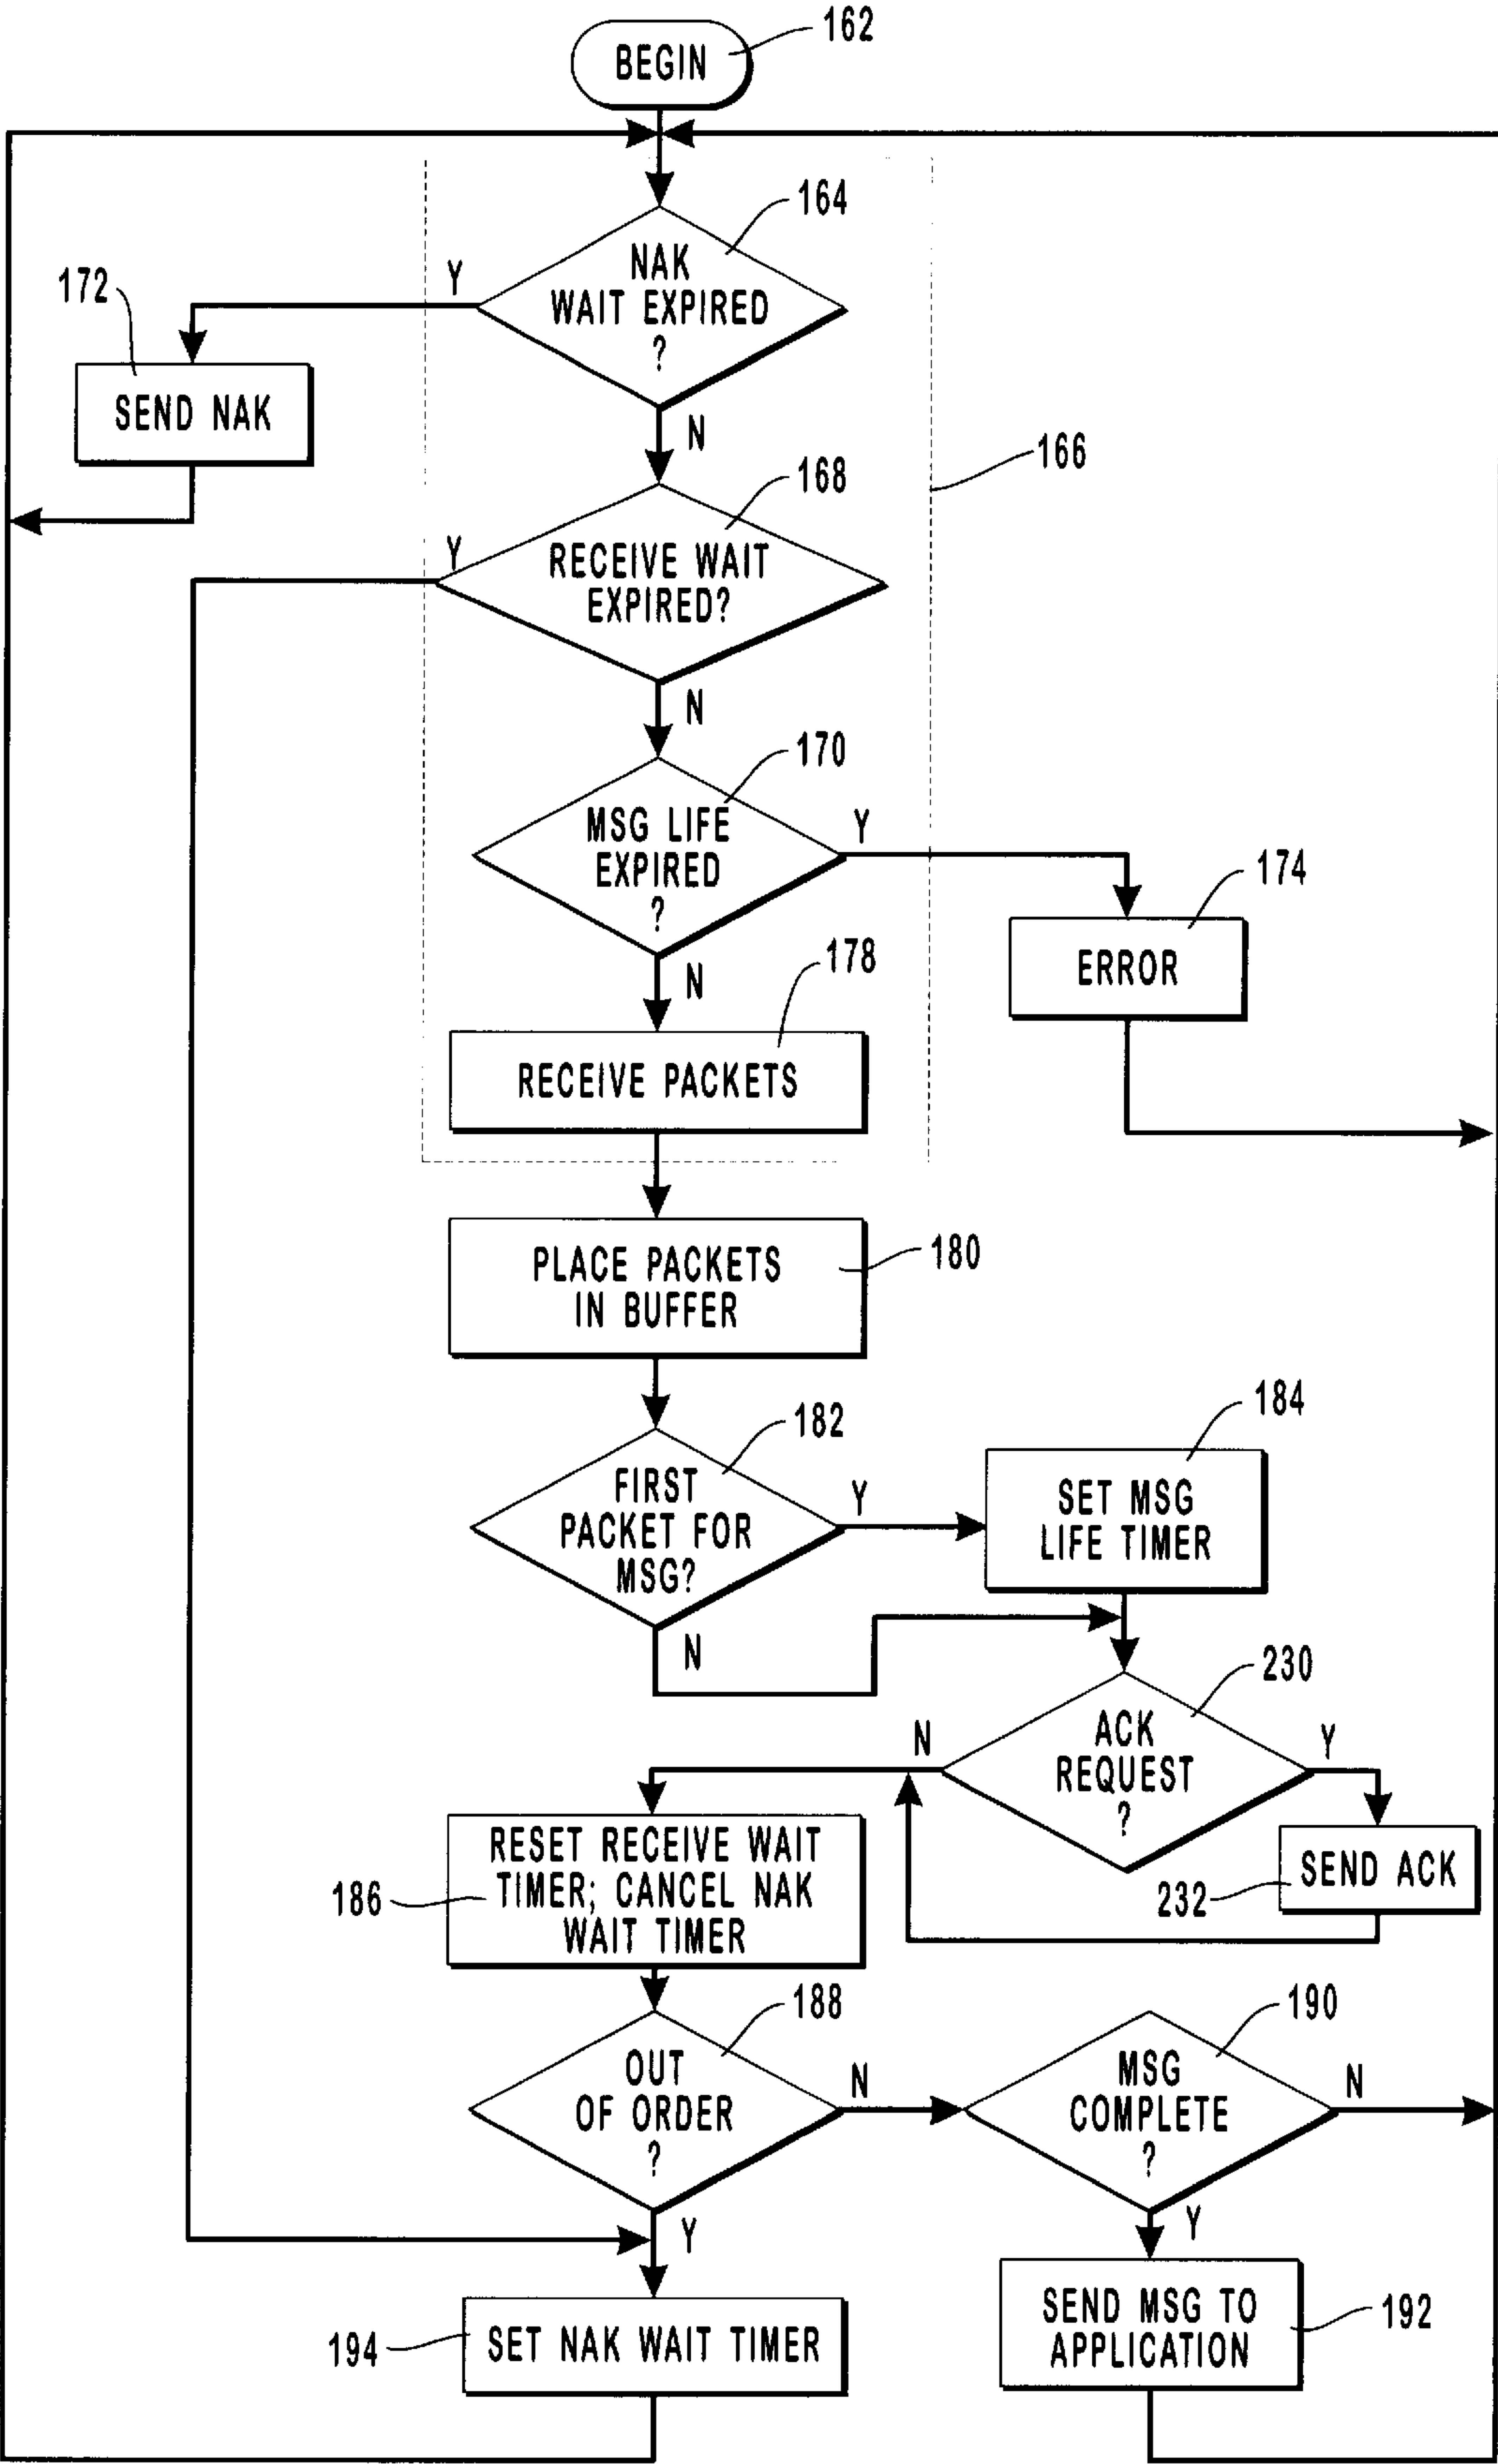 162
BEGIN
164
NAK
WAIT EXPIRED
?
Y
172
SEND NAK
N
166
168
Y
RECEIVE WAIT
EXPIRED?
N
170
MSG LIFE
EXPIRED
?
Y
174
ERROR
N
178
RECEIVE PACKETS
180
PLACE PACKETS
IN BUFFER
182
FIRST
PACKET FOR
MSG?
Y
184
SET MSG
LIFE TIMER
N
230
ACK
REQUEST
?
N
Y
232
SEND ACK
186
RESET RECEIVE WAIT
TIMER; CANCEL NAK
WAIT TIMER
188
OUT
OF ORDER
?
N
190
MSG
COMPLETE
?
N
Y
Y
194
SET NAK WAIT TIMER
192
SEND MSG TO
APPLICATION